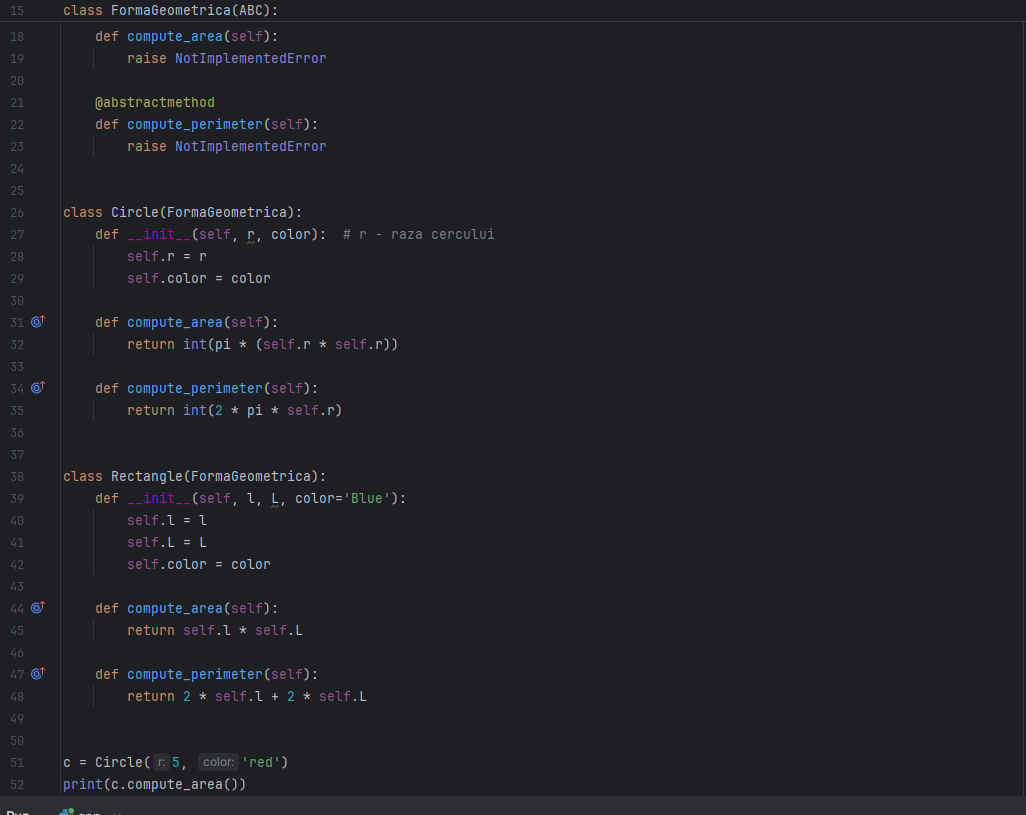 15 class FormaGeometrica(ABC):
18     def compute_area(self):
19         raise NotImplementedError
20
21     @abstractmethod
22     def compute_perimeter(self):
23         raise NotImplementedError
24
25
26 class Circle(FormaGeometrica):
27     def __init__(self, r, color):  # r - raza cercului
28         self.r = r
29         self.color = color
30
31     def compute_area(self):
32         return int(pi * (self.r * self.r))
33
34     def compute_perimeter(self):
35         return int(2 * pi * self.r)
36
37
38 class Rectangle(FormaGeometrica):
39     def __init__(self, l, L, color='Blue'):
40         self.l = l
41         self.L = L
42         self.color = color
43
44     def compute_area(self):
45         return self.l * self.L
46
47     def compute_perimeter(self):
48         return 2 * self.l + 2 * self.L
49
50
51 c = Circle( r: 5, color: 'red')
52 print(c.compute_area())